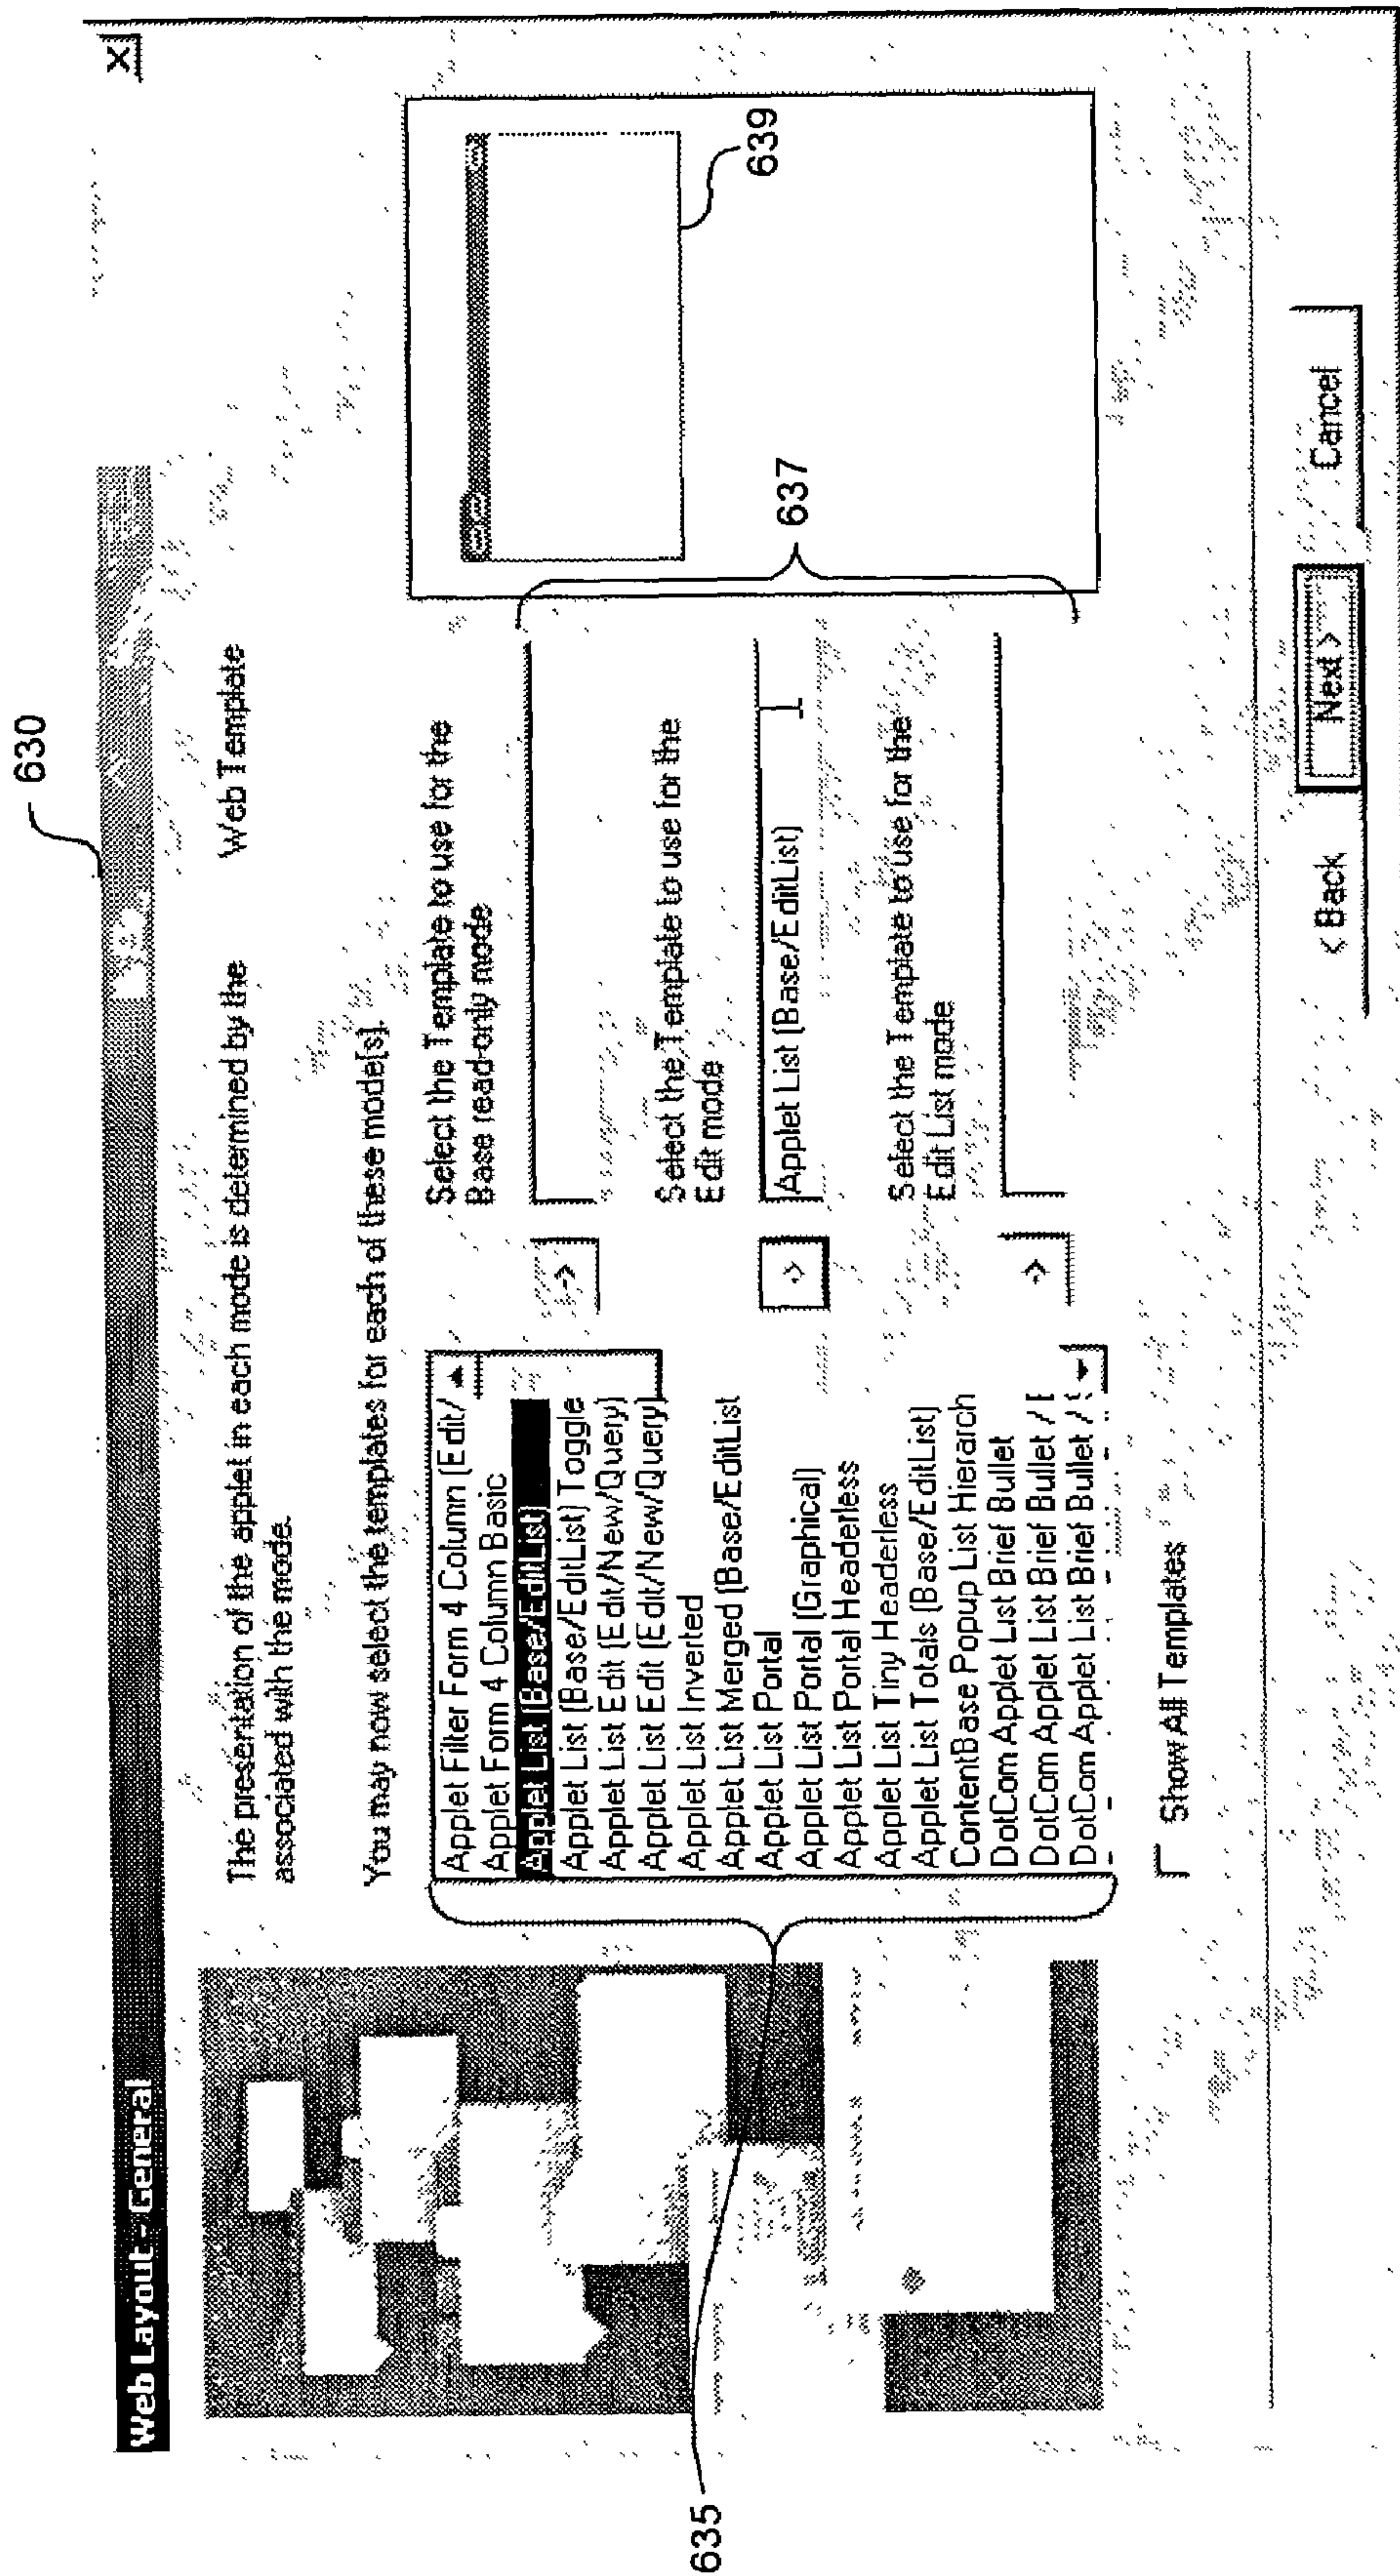 630
Web Layout - General
X
The presentation of the applet in each mode is determined by the Web Template
associated with the mode.
You may now select the templates for each of these mode[s].
Applet Filter Form 4 Column (Edit/
Applet Form 4 Column Basic
Applet List (Base/EditList)
Applet List (Base/EditList) Toggle
Applet List Edit (Edit/New/Query)
Applet List Edit (Edit/New/Query)
Applet List Inverted
Applet List Merged (Base/EditList
Applet List Portal
Applet List Portal (Graphical)
Applet List Portal Headerless
Applet List Tiny Headerless
Applet List Totals (Base/EditList)
ContentBase Popup List Hierarch
DotCom Applet List Brief Bullet
DotCom Applet List Brief Bullet / E
DotCom Applet List Brief Bullet / S
Show All Templates
635
Select the Template to use for the
Base read-only mode
->
Select the Template to use for the
Edit mode
->
Applet List (Base/EditList)
Select the Template to use for the
Edit List mode
->
637
639
< Back
Next >
Cancel